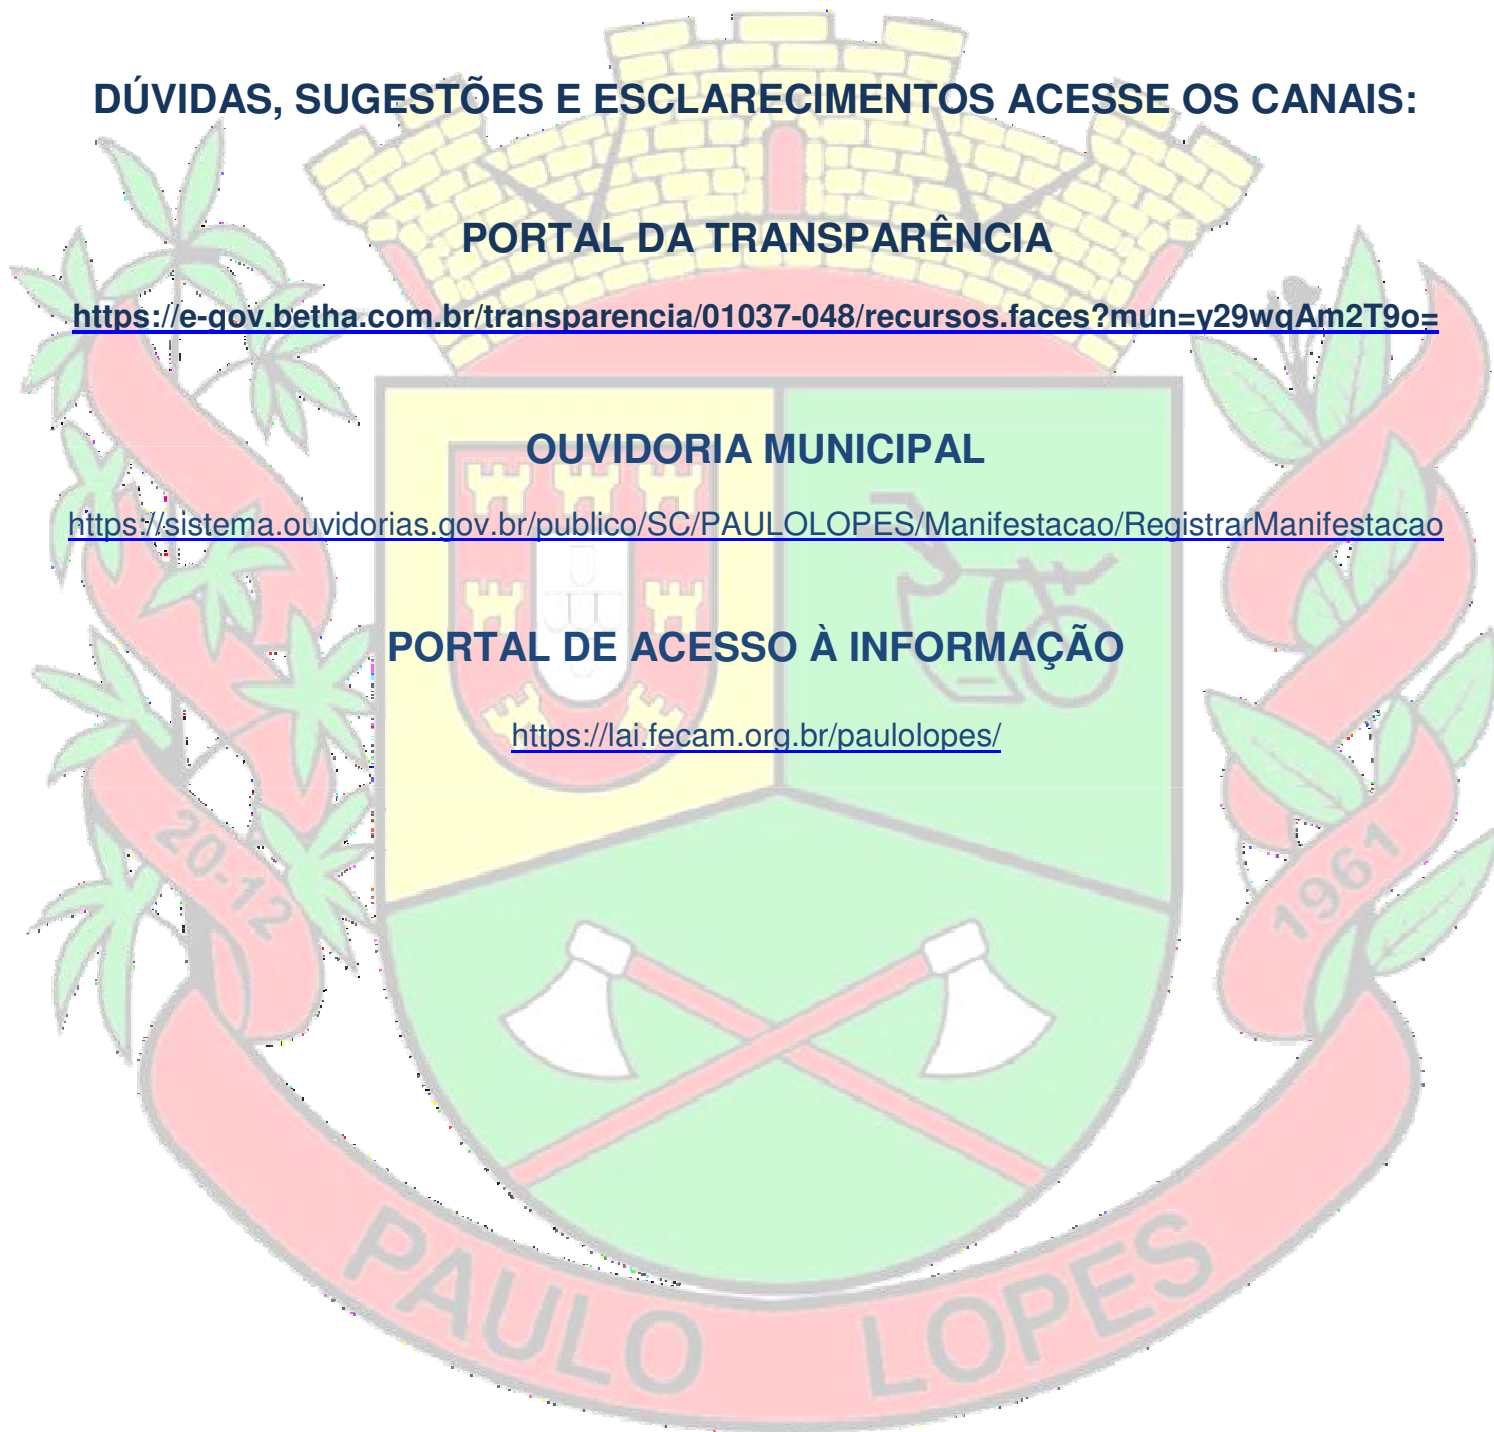 DÚVIDAS, SUGESTÕES E ESCLARECIMENTOS ACESSE OS CANAIS:
PORTAL DA TRANSPARÊNCIA
https://e-gov.betha.com.br/transparencia/01037-048/recursos.faces?mun=y29wqAm2T9o=
OUVIDORIA MUNICIPAL
https://sistema.ouvidorias.gov.br/publico/SC/PAULOLOPES/Manifestacao/RegistrarManifestacao
PORTAL DE ACESSO À INFORMAÇÃO
https://lai.fecam.org.br/paulolopes/
20-12
1961
PAULO LOPES